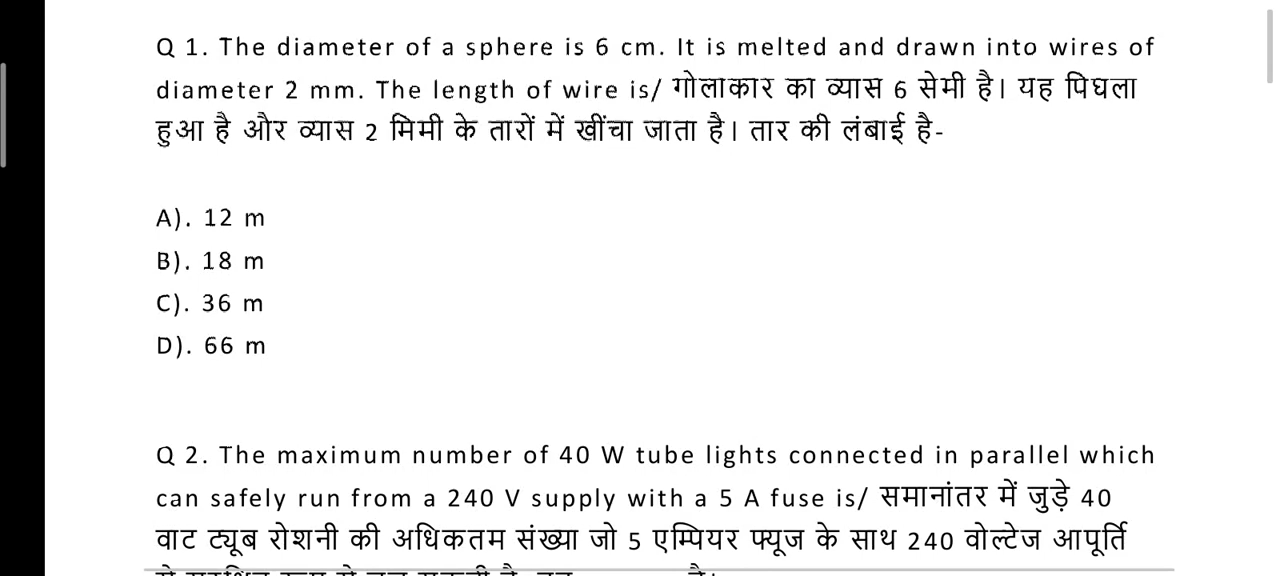 Q 1. The diameter of a sphere is 6 cm. It is melted and drawn into wires of
diameter 2 mm. The length of wire is/ गोलाकार का व्यास 6 सेमी है। यह पिघला
हुआ है और व्यास 2 मिमी के तारों में खींचा जाता है। तार की लंबाई है-
A). 12 m
B). 18 m
C). 36 m
D). 66 m
Q 2. The maximum number of 40 W tube lights connected in parallel which
can safely run from a 240 V supply with a 5 A fuse is/ समानांतर में जुड़े 40
वाट ट्यूब रोशनी की अधिकतम संख्या जो 5 एम्पियर फ्यूज के साथ 240 वोल्टेज आपूर्ति